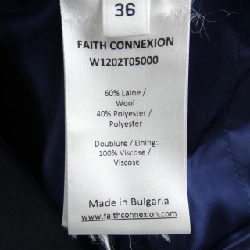 36
FAITH CONNEXION
W1202T05000
60% Laine /
Wool
40% Polyester /
Polyester
Doublure / Lining:
100% Viscose /
Viscose
Made in Bulgaria
www.faithconnexion.com